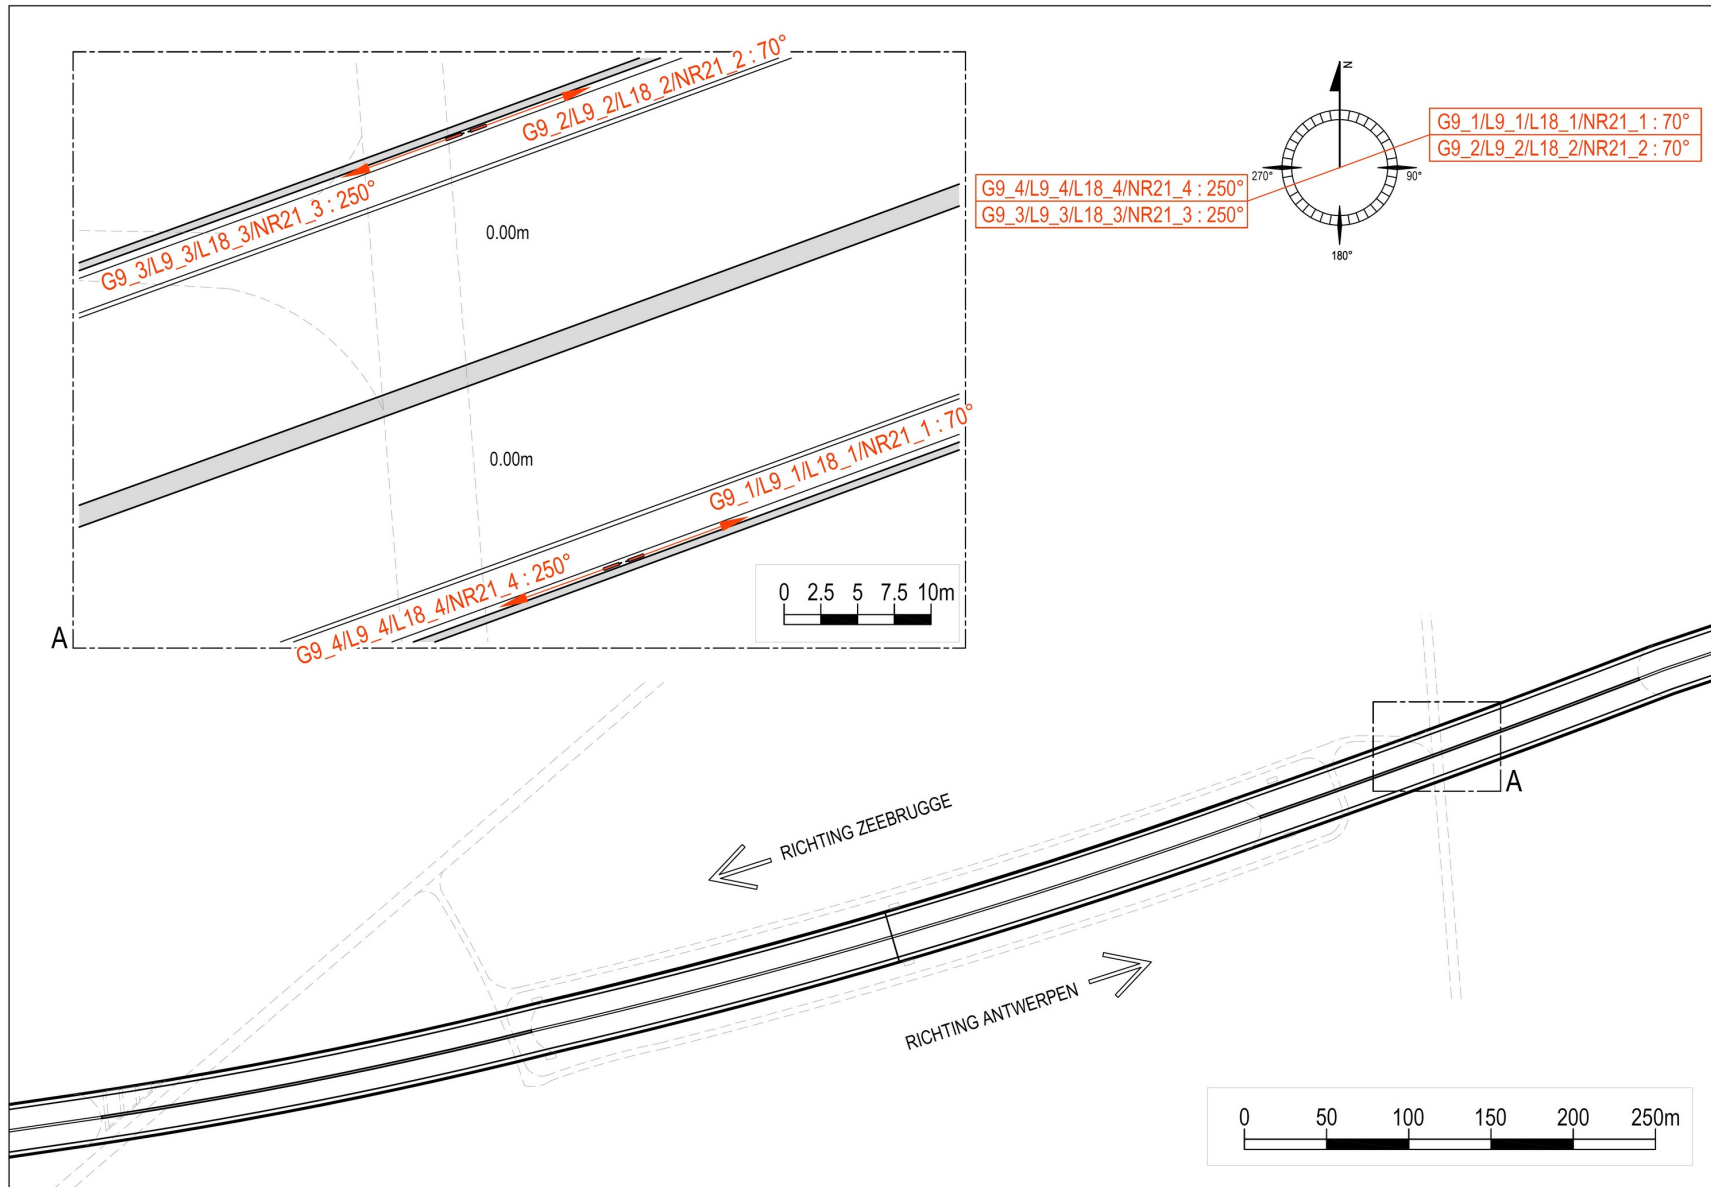 G9_2/L9_2/L18_2/NR21_2 : 70°
G9_3/L9_3/L18_3/NR21_3 : 250°
0.00m
0.00m
G9_1/L9_1/L18_1/NR21_1 : 70°
G9_4/L9_4/L18_4/NR21_4 : 250°
0 2.5 5 7.5 10m
A
N
G9_1/L9_1/L18_1/NR21_1 : 70°
G9_2/L9_2/L18_2/NR21_2 : 70°
270°
90°
G9_4/L9_4/L18_4/NR21_4 : 250°
G9_3/L9_3/L18_3/NR21_3 : 250°
180°
A
RICHTING ZEEBRUGGE
RICHTING ANTWERPEN
0 50 100 150 200 250m